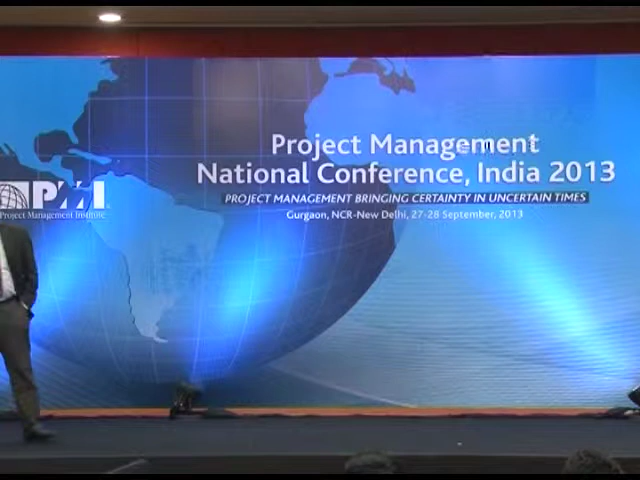 Project Management
National Conference, India 2013
PROJECT MANAGEMENT BRINGING CERTAINTY IN UNCERTAIN TIMES
Gurgaon, NCR-New Delhi, 27-28 September, 2013
PMI
Project Management Institute